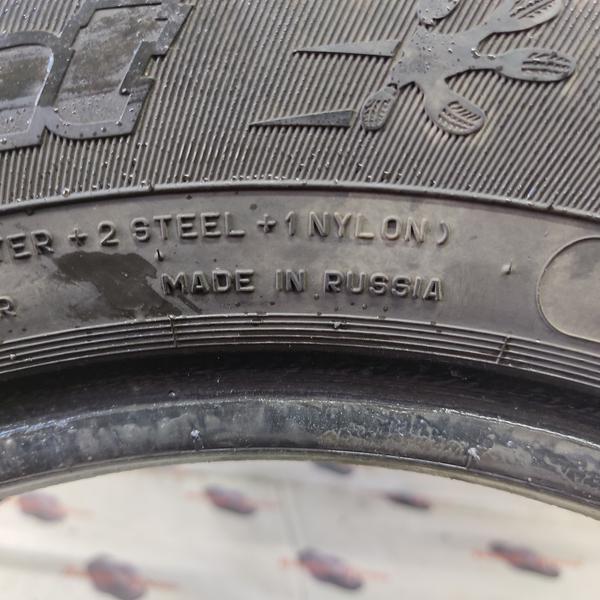 + 2 STEEL + 1 NYLON)
MADE IN RUSSIA